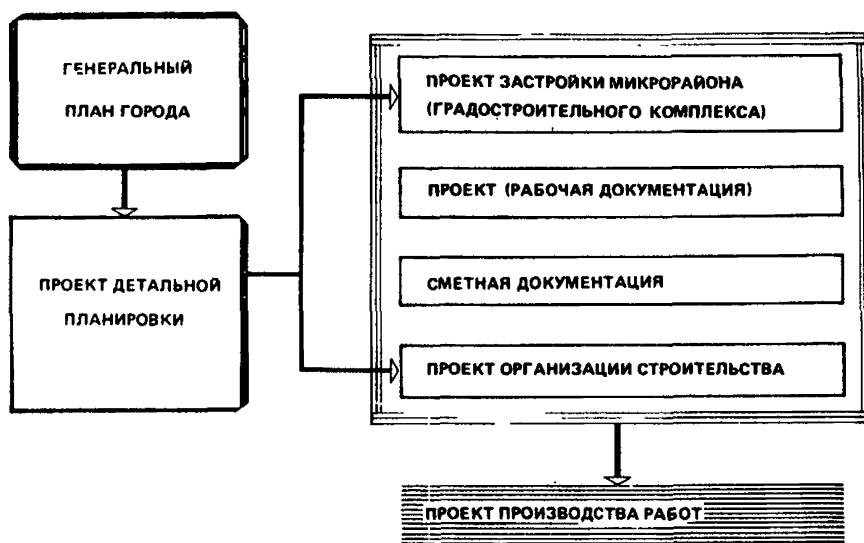 ГЕНЕРАЛЬНЫЙ
ПЛАН ГОРОДА
ПРОЕКТ ДЕТАЛЬНОЙ
ПЛАНИРОВКИ
ПРОЕКТ ЗАСТРОЙКИ МИКРОРАЙОНА
(ГРАДОСТРОИТЕЛЬНОГО КОМПЛЕКСА)
ПРОЕКТ (РАБОЧАЯ ДОКУМЕНТАЦИЯ)
СМЕТНАЯ ДОКУМЕНТАЦИЯ
ПРОЕКТ ОРГАНИЗАЦИИ СТРОИТЕЛЬСТВА
ПРОЕКТ ПРОИЗВОДСТВА РАБОТ